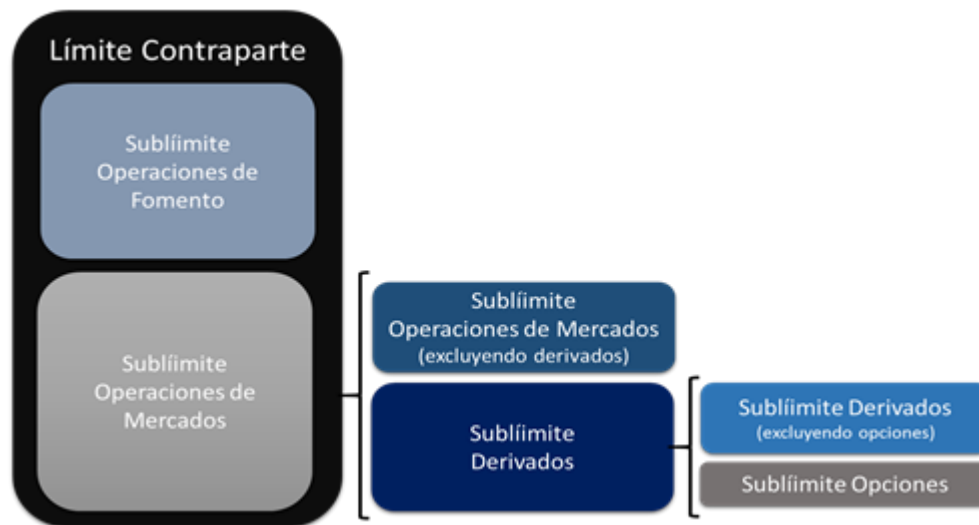 Límite Contraparte
Sublíimite
Operaciones de
Fomento
Sublíimite
Operaciones de
Mercados
Sublíimite
Operaciones de Mercados
(excluyendo derivados)
Sublíimite
Derivados
Sublíimite Derivados
(excluyendo opciones)
Sublíimite Opciones